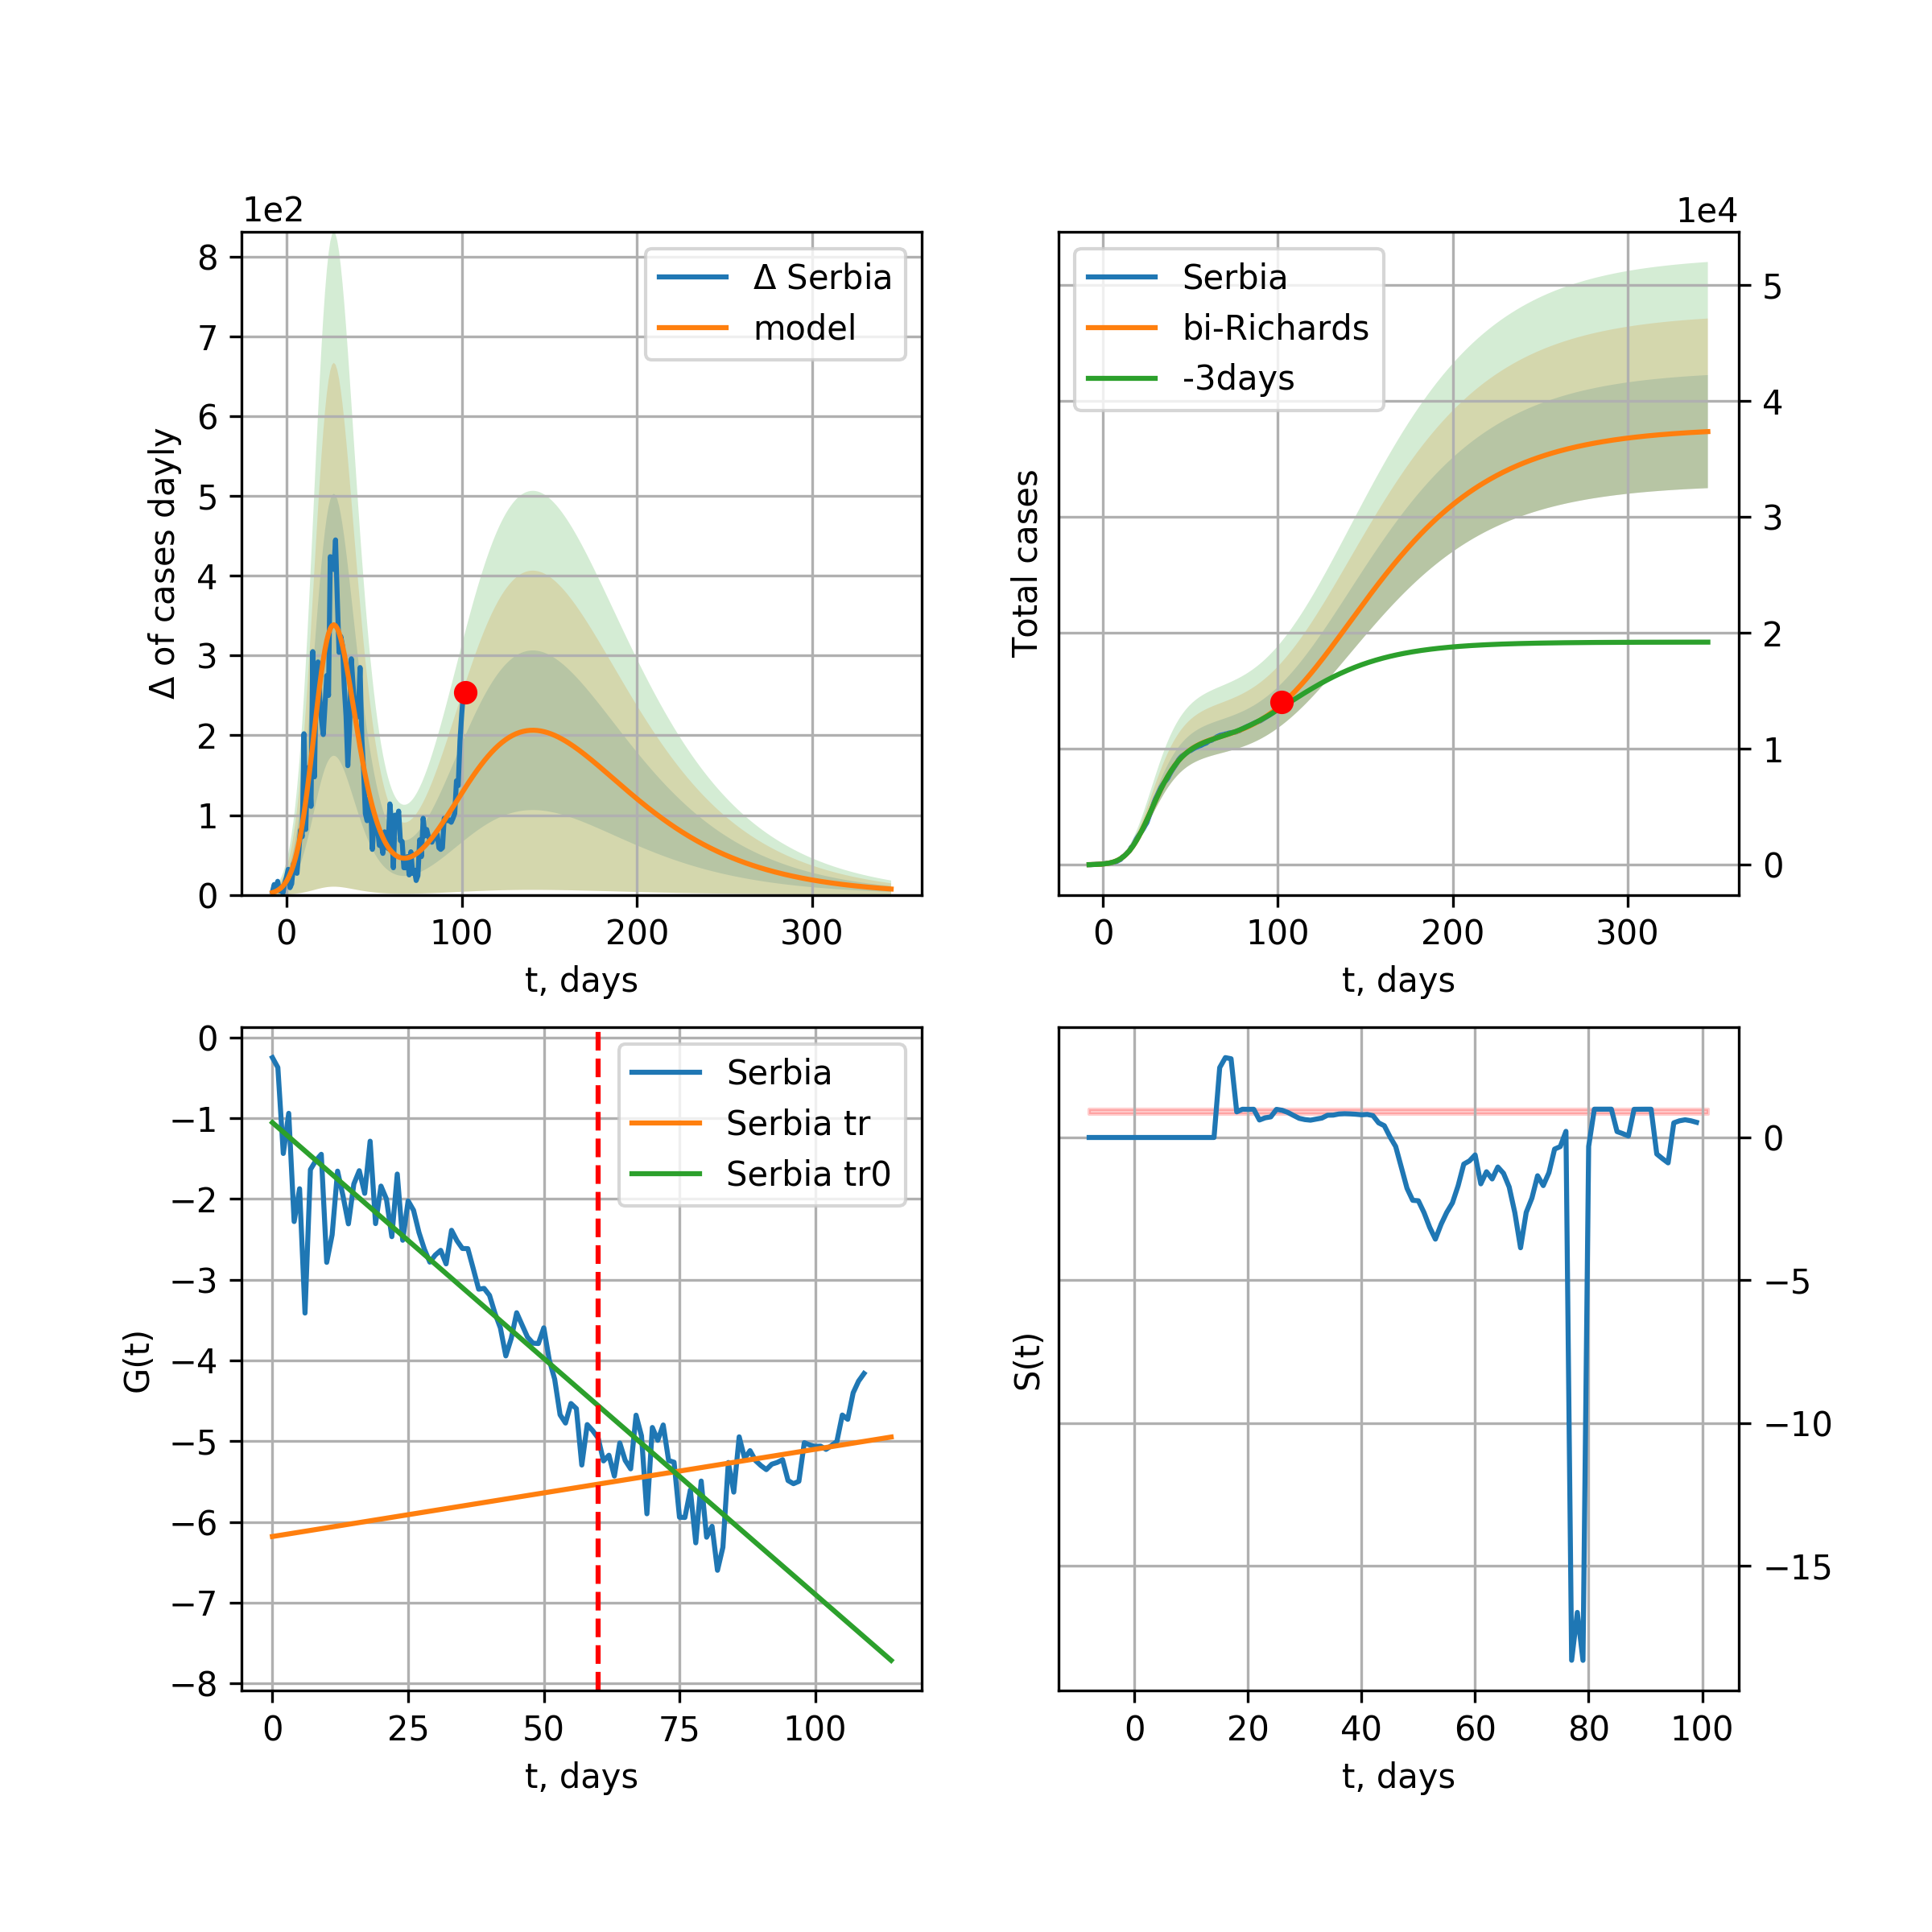 1e2
8
7
6
5
4
3
2
1
0
Δ of cases dayly
Δ Serbia
model
0 100 200 300
t, days
1e4
5
4
3
2
1
0
Total cases
Serbia
bi-Richards
-3days
0 100 200 300
t, days
0
−1
−2
−3
−4
−5
−6
−7
−8
G(t)
Serbia
Serbia tr
Serbia tr0
0 25 50 75 100
t, days
0
−5
−10
−15
S(t)
0 20 40 60 80 100
t, days